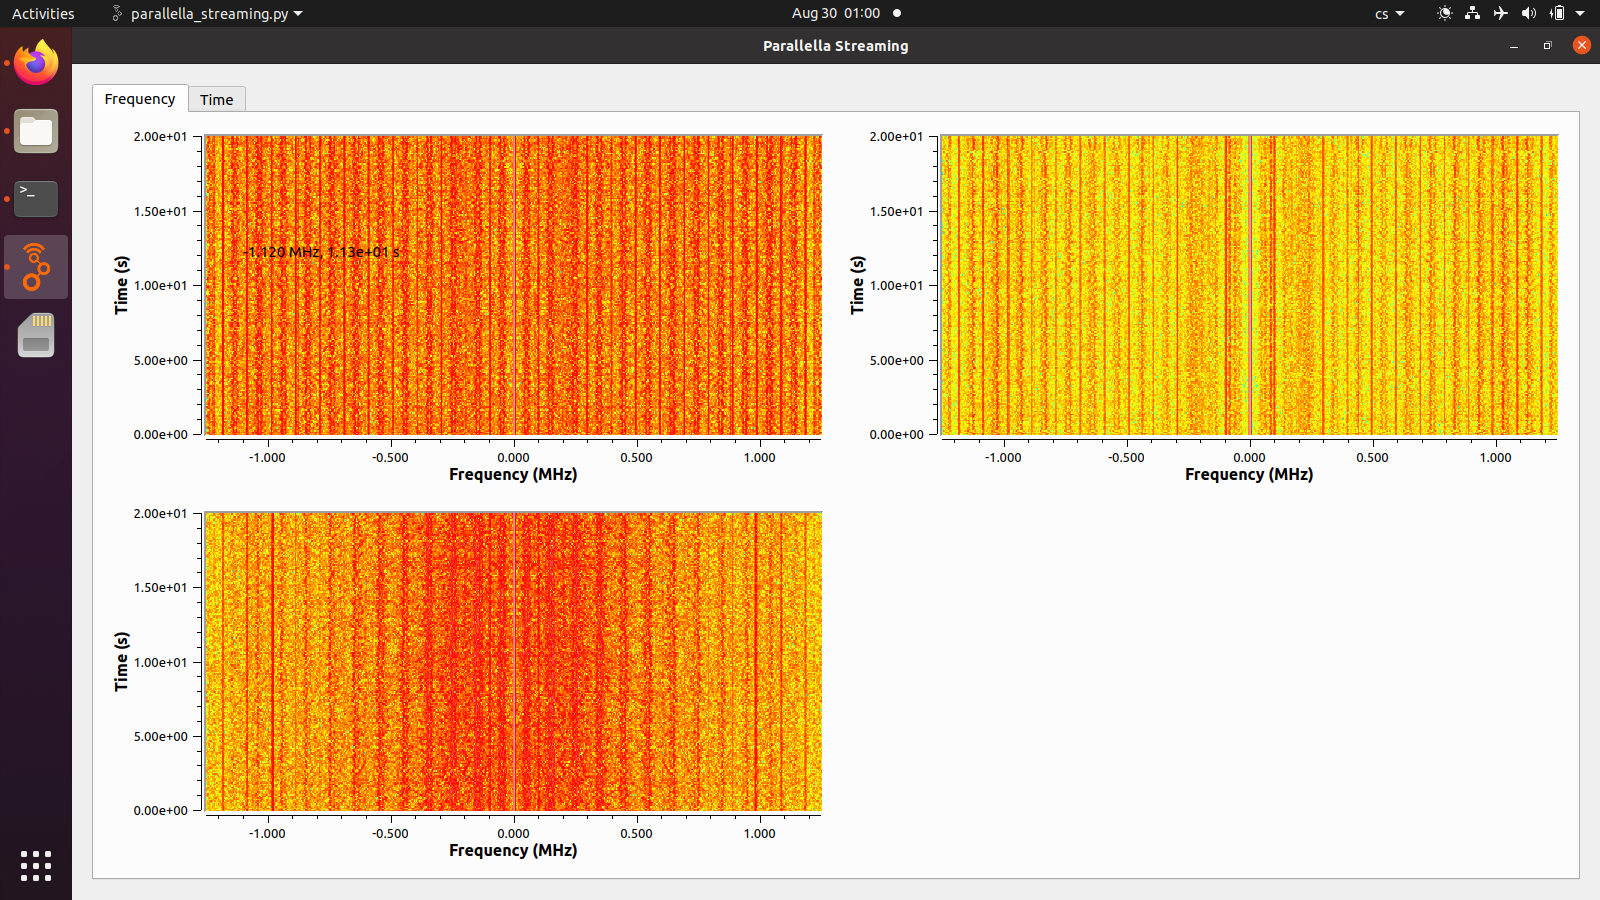 Activities
parallella_streaming.py
Aug 30 01:00
cs
Parallella Streaming
Frequency
Time
2.00e+01
1.50e+01
1.00e+01
5.00e+00
0.00e+00
Time (s)
-1.120 MHz, 1.13e+01 s
-1.000
-0.500
0.000
0.500
1.000
Frequency (MHz)
2.00e+01
1.50e+01
1.00e+01
5.00e+00
0.00e+00
Time (s)
-1.000
-0.500
0.000
0.500
1.000
Frequency (MHz)
2.00e+01
1.50e+01
1.00e+01
5.00e+00
0.00e+00
Time (s)
-1.000
-0.500
0.000
0.500
1.000
Frequency (MHz)